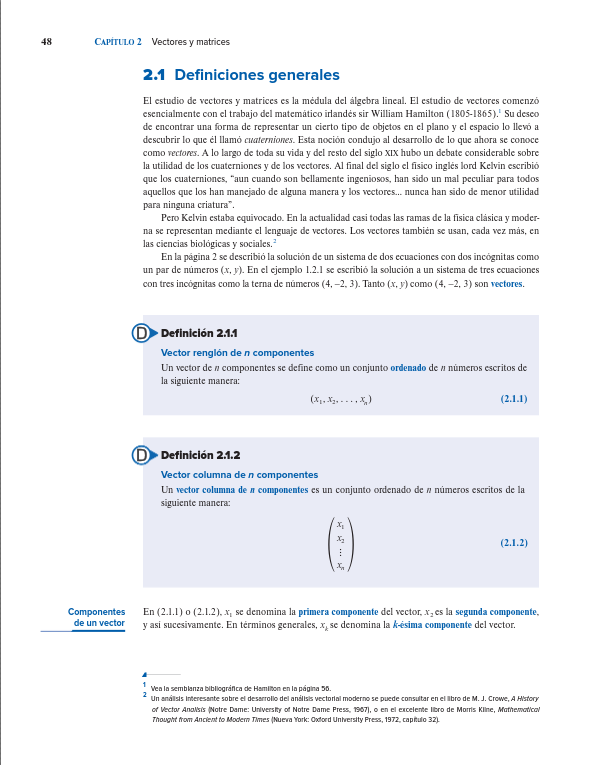 48 CAPÍTULO 2 Vectores y matrices
2.1 Definiciones generales
El estudio de vectores y matrices es la médula del álgebra lineal. El estudio de vectores comenzó
esencialmente con el trabajo del matemático irlandés sir William Hamilton (1805-1865).¹ Su deseo
de encontrar una forma de representar un cierto tipo de objetos en el plano y el espacio lo llevó a
descubrir lo que él llamó cuaterniones. Esta noción condujo al desarrollo de lo que ahora se conoce
como vectores. A lo largo de toda su vida y del resto del siglo XIX hubo un debate considerable sobre
la utilidad de los cuaterniones y de los vectores. Al final del siglo el físico inglés lord Kelvin escribió
que los cuaterniones, “aun cuando son bellamente ingeniosos, han sido un mal peculiar para todos
aquellos que los han manejado de alguna manera y los vectores... nunca han sido de menor utilidad
para ninguna criatura”.
Pero Kelvin estaba equivocado. En la actualidad casi todas las ramas de la física clásica y moder-
na se representan mediante el lenguaje de vectores. Los vectores también se usan, cada vez más, en
las ciencias biológicas y sociales.²
En la página 2 se describió la solución de un sistema de dos ecuaciones con dos incógnitas como
un par de números (x, y). En el ejemplo 1.2.1 se escribió la solución a un sistema de tres ecuaciones
con tres incógnitas como la terna de números (4, –2, 3). Tanto (x, y) como (4, –2, 3) son vectores.
D Definición 2.1.1
Vector renglón de n componentes
Un vector de n componentes se define como un conjunto ordenado de n números escritos de
la siguiente manera:
(x₁, x₂, . . . , xₙ) (2.1.1)
D Definición 2.1.2
Vector columna de n componentes
Un vector columna de n componentes es un conjunto ordenado de n números escritos de la
siguiente manera:
x₁
x₂
⋮
xₙ
(2.1.2)
Componentes
de un vector
En (2.1.1) o (2.1.2), x₁ se denomina la primera componente del vector, x₂ es la segunda componente,
y así sucesivamente. En términos generales, xₖ se denomina la k-ésima componente del vector.
1 Vea la semblanza bibliográfica de Hamilton en la página 56.
2 Un análisis interesante sobre el desarrollo del análisis vectorial moderno se puede consultar en el libro de M. J. Crowe, A History
of Vector Analisis (Notre Dame: University of Notre Dame Press, 1967), o en el excelente libro de Morris Kline, Mathematical
Thought from Ancient to Modern Times (Nueva York: Oxford University Press, 1972, capítulo 32).